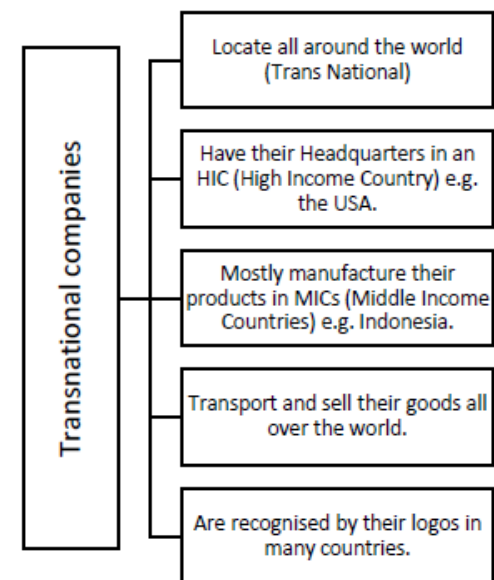 Transnational companies
Locate all around the world
(Trans National)
Have their Headquarters in an
HIC (High Income Country) e.g.
the USA.
Mostly manufacture their
products in MICs (Middle Income
Countries) e.g. Indonesia.
Transport and sell their goods all
over the world.
Are recognised by their logos in
many countries.